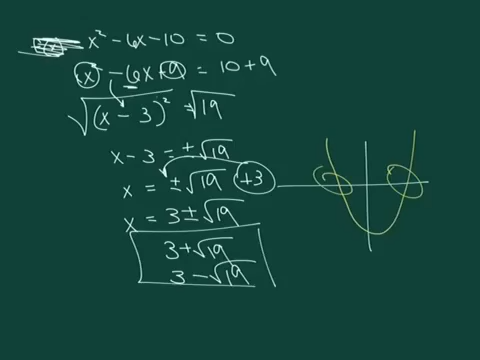 x² - 6x - 10 = 0
x² - 6x + 9 = 10 + 9
√(x - 3)² = √19
x - 3 = ±√19
x = ±√19 + 3
x = 3 ± √19
3 + √19
3 - √19